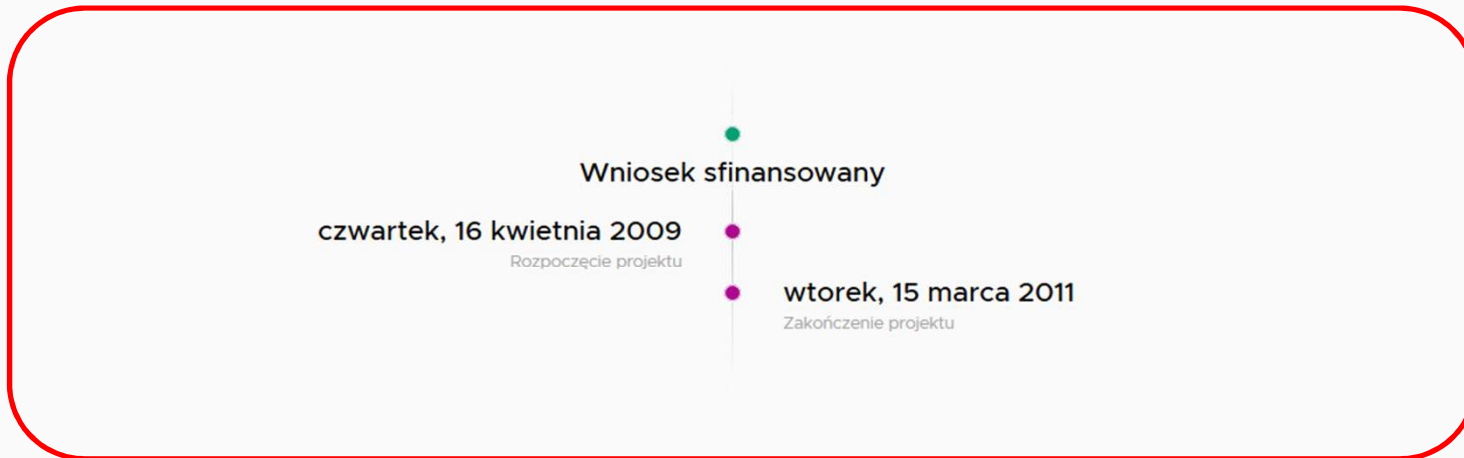 Wniosek sfinansowany
czwartek, 16 kwietnia 2009
Rozpoczęcie projektu
wtorek, 15 marca 2011
Zakończenie projektu